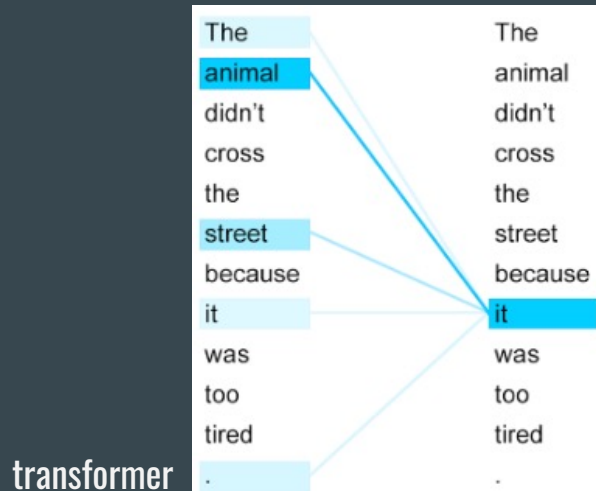 The The
animal animal
didn't didn't
cross cross
the the
street street
because because
it it
was was
too too
tired tired
. .
transformer